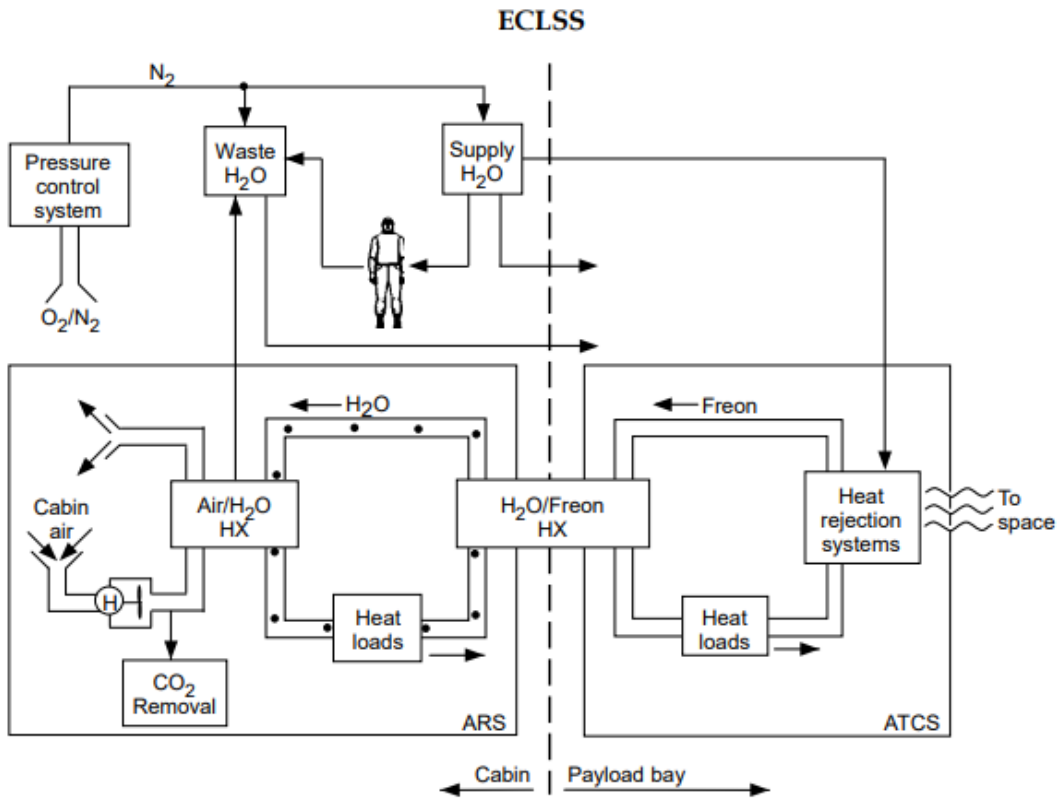 ECLSS
N2
Pressure
control
system
Waste
H2O
Supply
H2O
O2/N2
H2O
Freon
Cabin
air
Air/H2O
HX
H2O/Freon
HX
Heat
rejection
systems
To
space
H
Heat
loads
Heat
loads
CO2
Removal
ARS
ATCS
Cabin
Payload bay